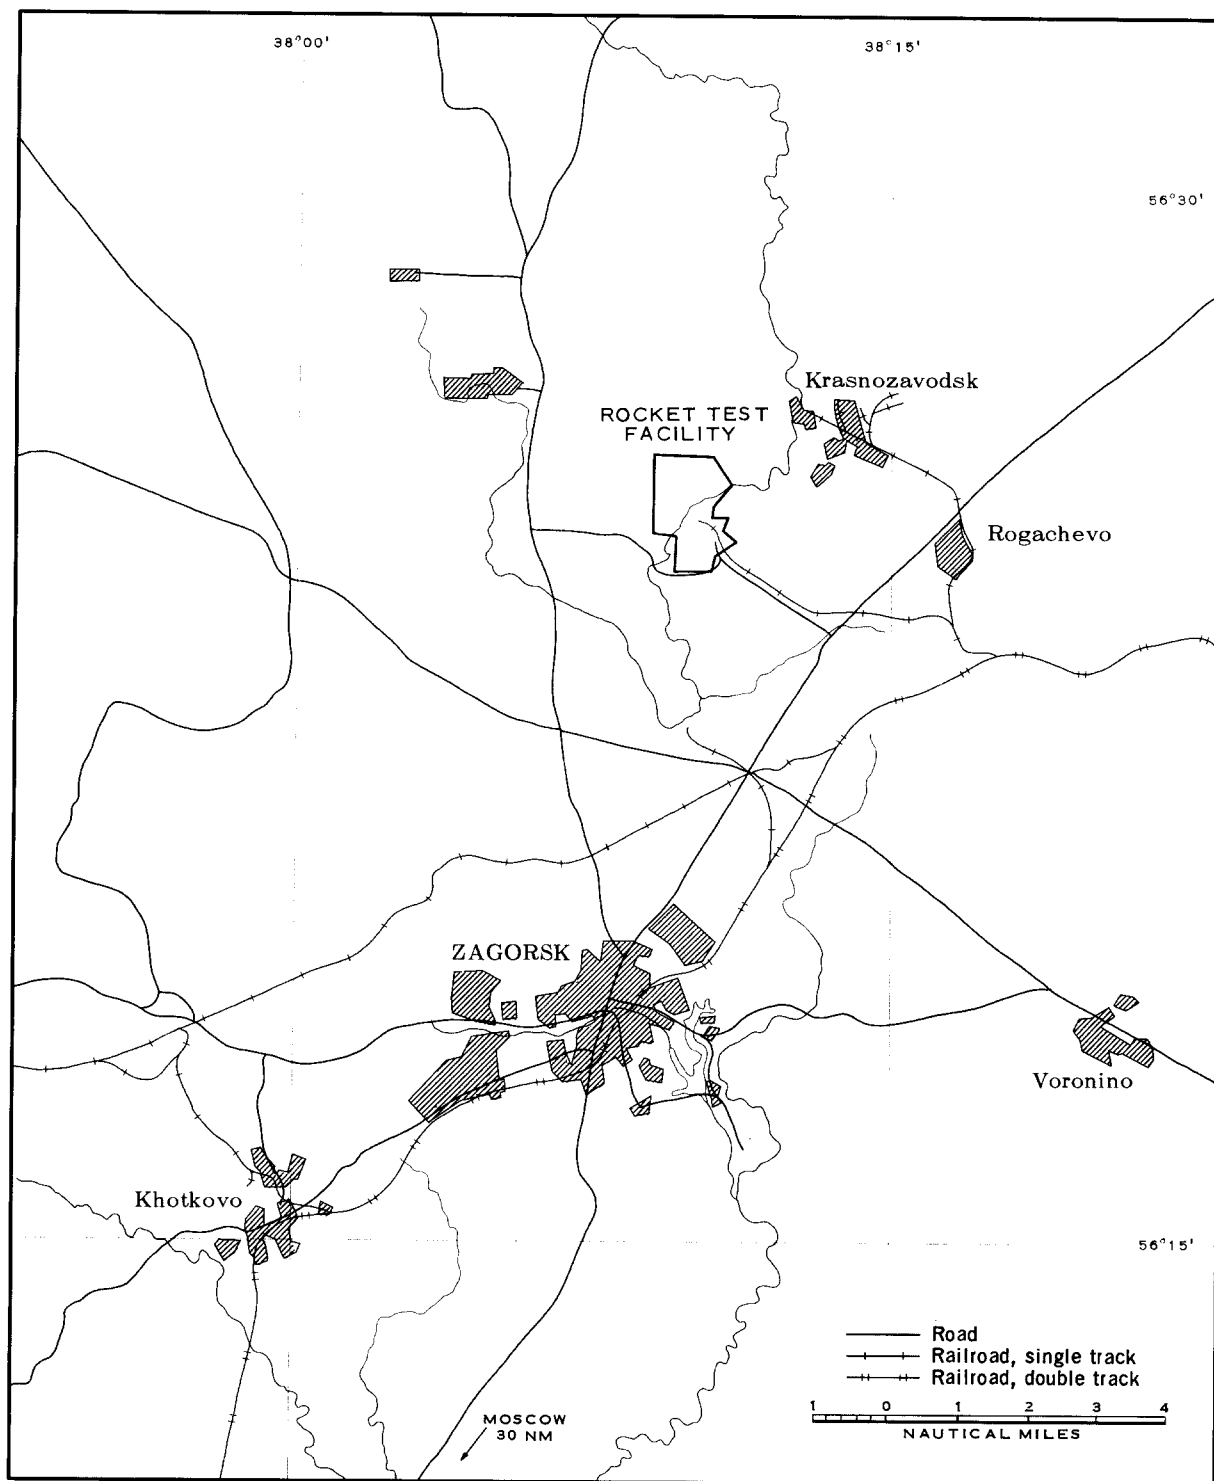 38°00'
38°15'
56°30'
Krasnozavodsk
ROCKET TEST
FACILITY
Rogachevo
ZAGORSK
Voronino
Khotkovo
56°15'
Road
Railroad, single track
Railroad, double track
1 0 1 2 3 4
NAUTICAL MILES
MOSCOW
30 NM